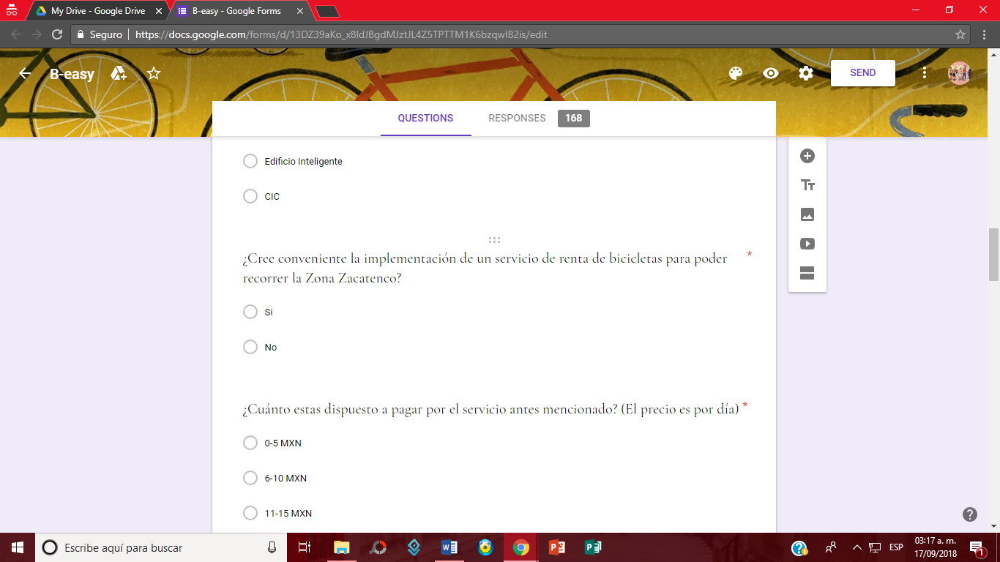 My Drive - Google Drive
B-easy - Google Forms
Seguro
https://docs.google.com/forms/d/13DZ39aKo_x8IdJBgdMJztJL4Z5TPTTM1K6bzqwIB2is/edit
B-easy
SEND
QUESTIONS
RESPONSES 168
Edificio Inteligente
CIC
¿Cree conveniente la implementación de un servicio de renta de bicicletas para poder *
recorrer la Zona Zacatenco?
Si
No
¿Cuánto estas dispuesto a pagar por el servicio antes mencionado? (El precio es por día) *
0-5 MXN
6-10 MXN
11-15 MXN
Escribe aquí para buscar
ESP
03:17 a. m.
17/09/2018
1